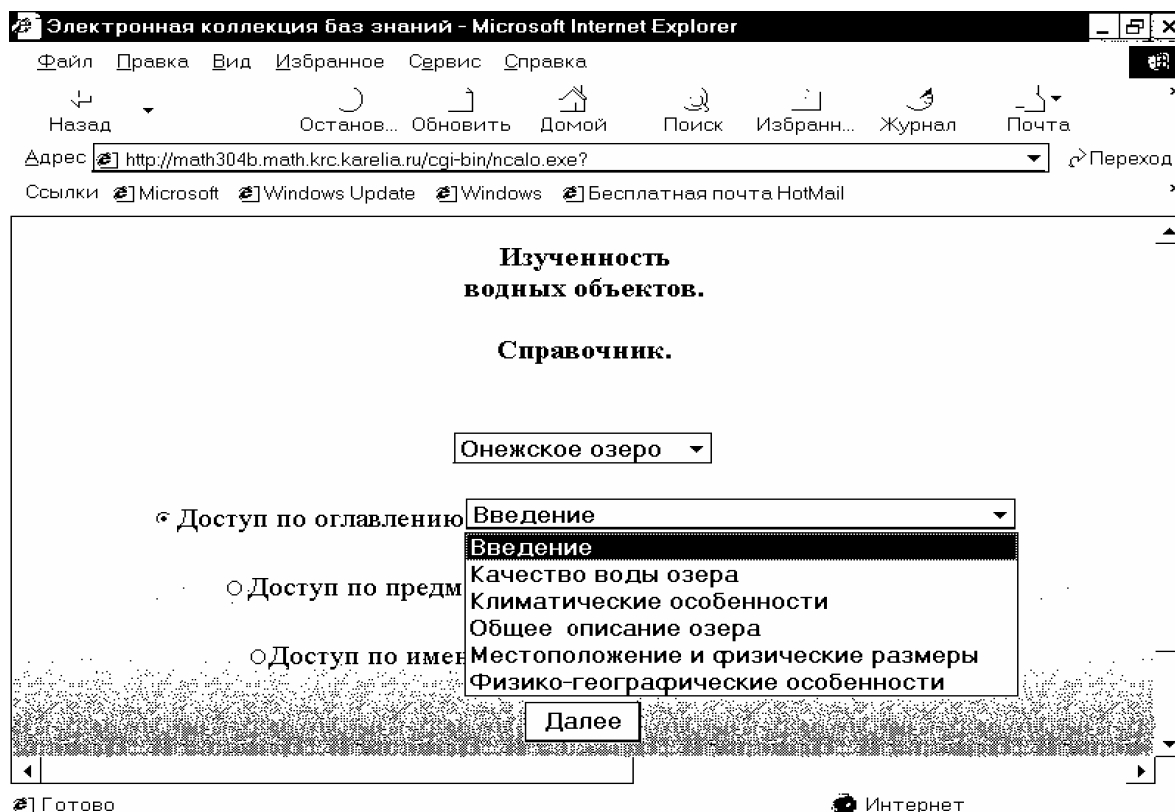 Электронная коллекция баз знаний - Microsoft Internet Explorer
Файл Правка Вид Избранное Сервис Справка
Назад Останов... Обновить Домой Поиск Избранн... Журнал Почта
Адрес http://math304b.math.krc.karelia.ru/cgi-bin/ncalo.exe? Переход
Ссылки Microsoft Windows Update Windows Бесплатная почта HotMail
Изученность
водных объектов.
Справочник.
Онежское озеро
Доступ по оглавлению Введение
Введение
Качество воды озера
Доступ по предм
Климатические особенности
Общее описание озера
Доступ по имен
Местоположение и физические размеры
Физико-географические особенности
Далее
Готово Интернет